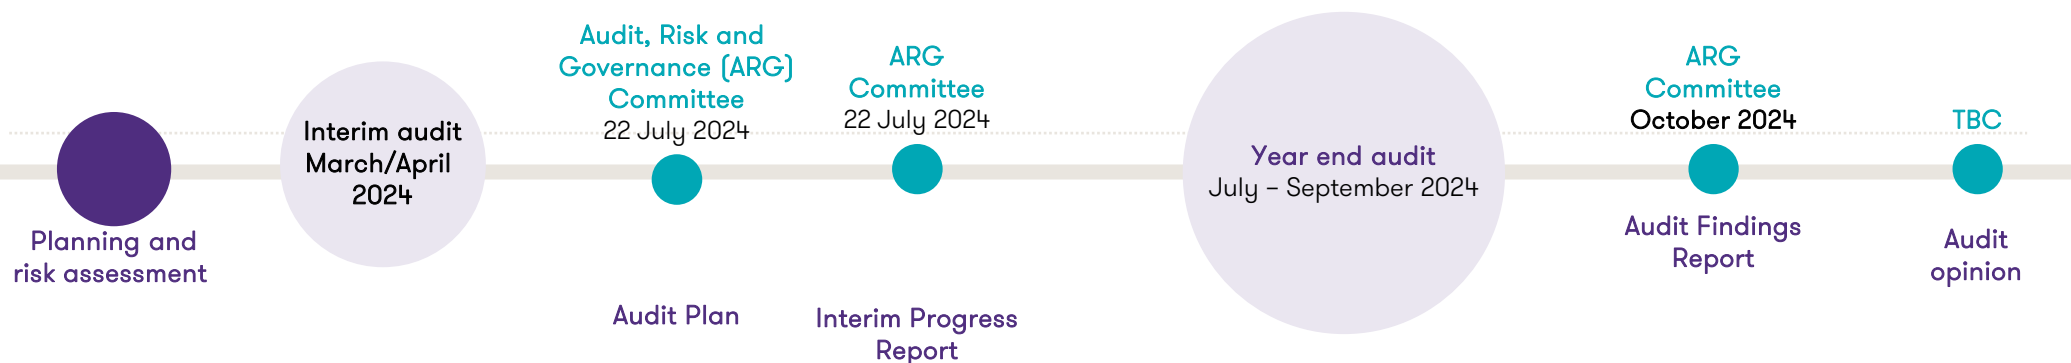 Planning and
risk assessment
Interim audit
March/April
2024
Audit, Risk and
Governance (ARG)
Committee
22 July 2024
Audit Plan
ARG
Committee
22 July 2024
Interim Progress
Report
Year end audit
July – September 2024
ARG
Committee
October 2024
Audit Findings
Report
TBC
Audit
opinion